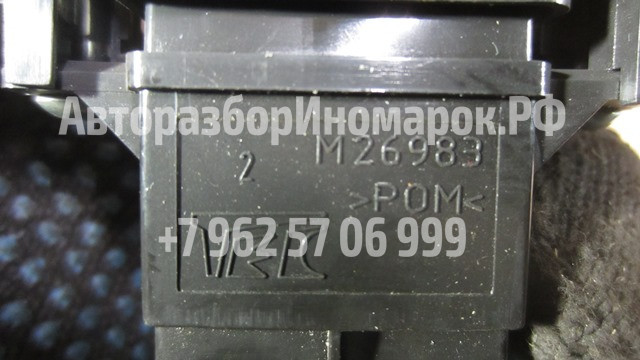 АвторазборИномарок.РФ
M26983
2
>POM<
+7 962 57 06 999